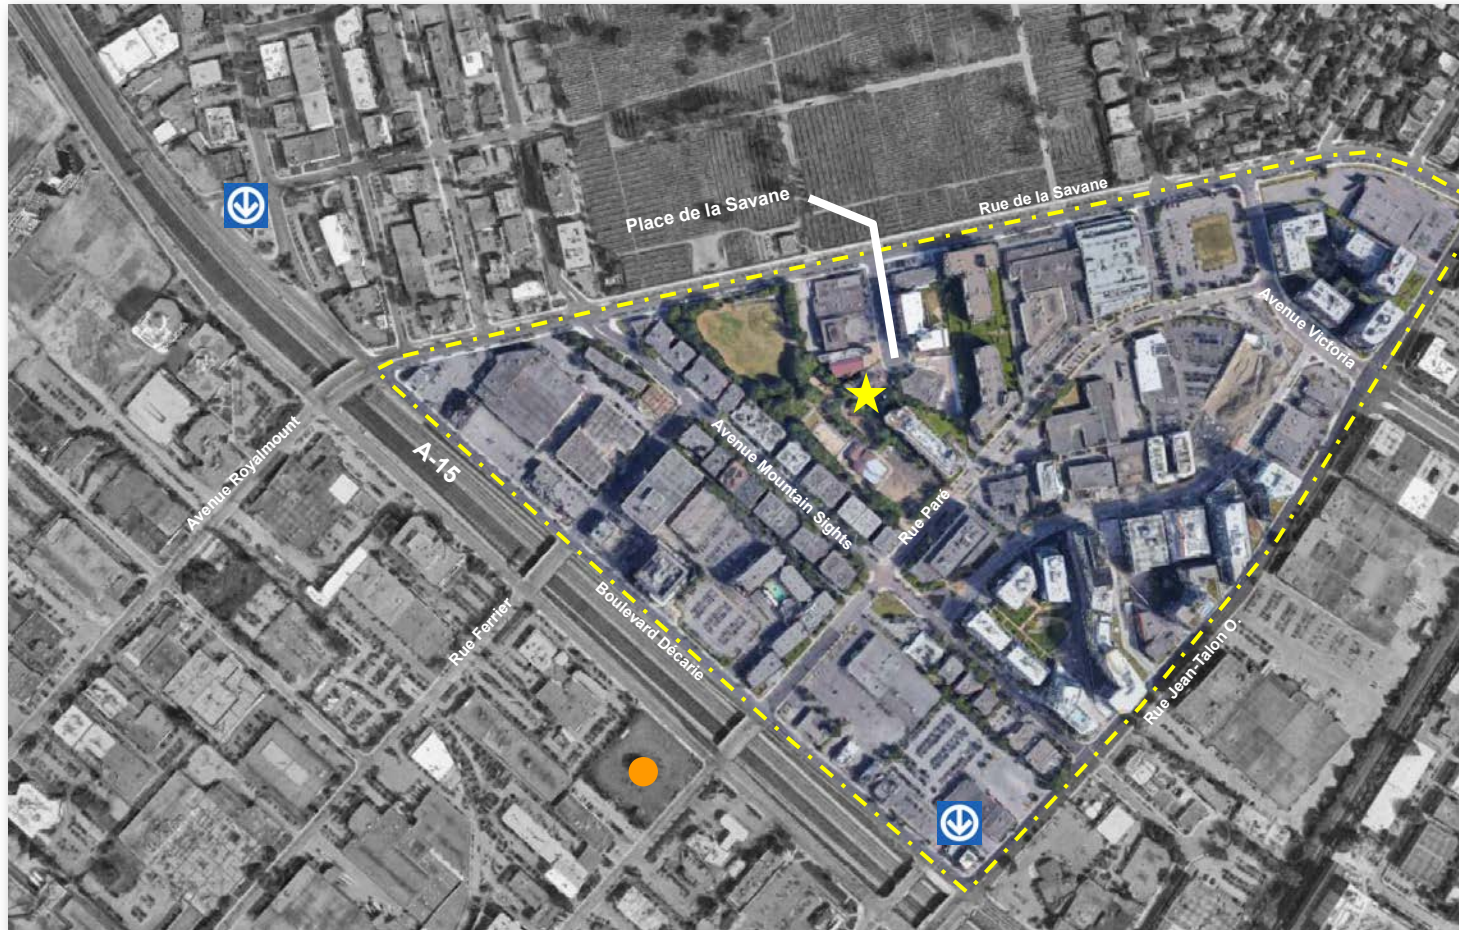 Place de la Savane
Rue de la Savane
Avenue Victoria
A-15
Avenue Royalmount
Avenue Mountain Sights
Rue Paré
Boulevard Décarie
Rue Ferrier
Rue Jean-Talon O.